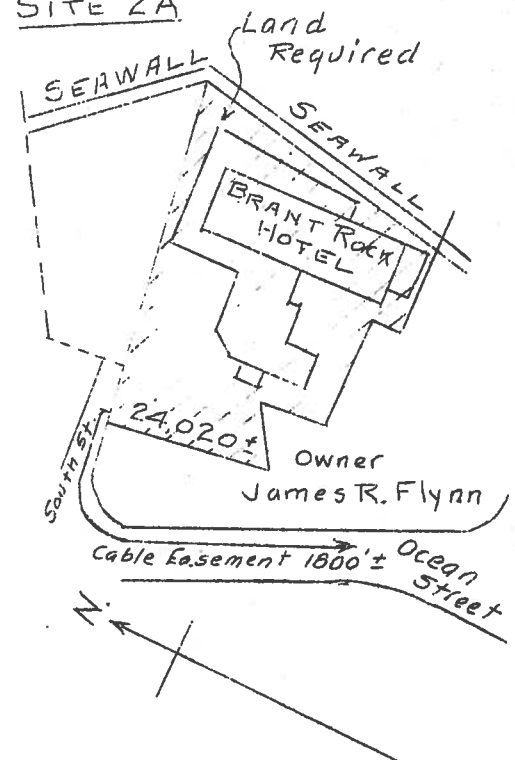 SITE 2A
Land
Required
SEAWALL
SEAWALL
BRANT ROCK
HOTEL
24,020±
South St.
Owner
James R. Flynn
Cable Easement 1800'±
Ocean
Street
N.